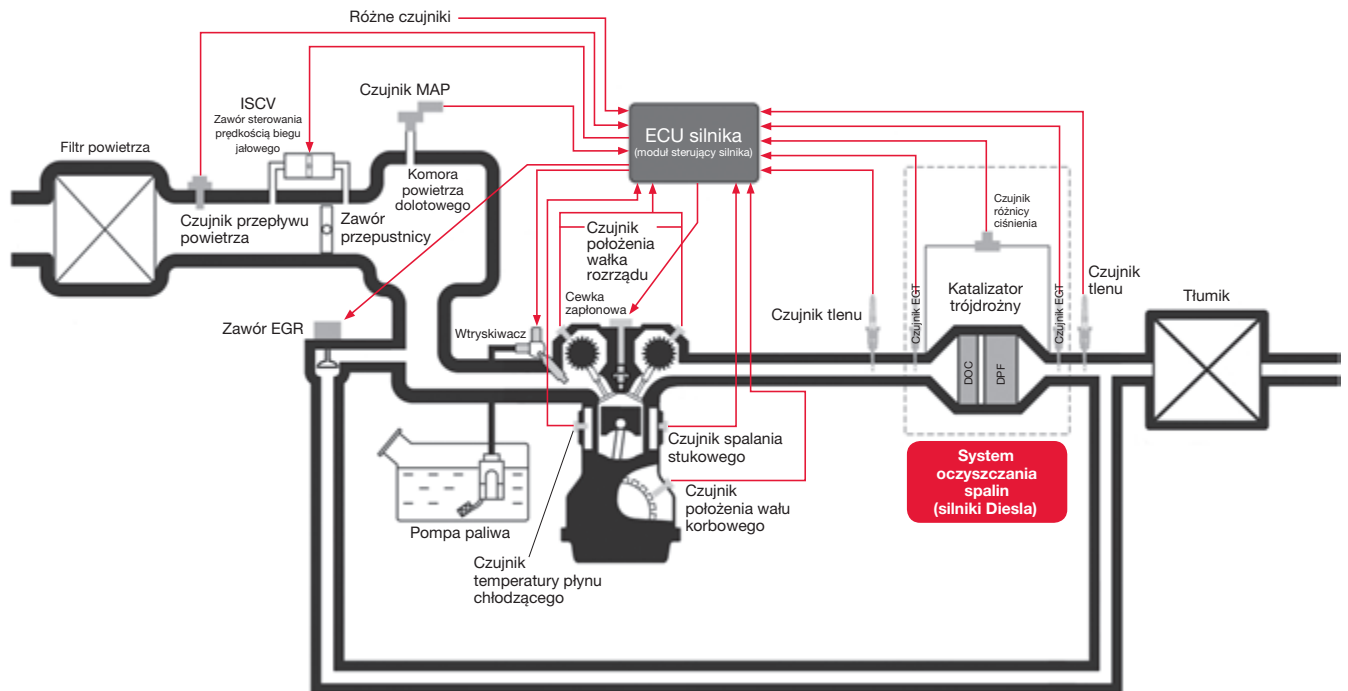 Różne czujniki
Czujnik MAP
ISCV
Zawór sterowania
prędkością biegu
jałowego
ECU silnika
(moduł sterujący silnika)
Filtr powietrza
Komora
powietrza
dolotowego
Czujnik przepływu
powietrza
Zawór
przepustnicy
Czujnik
położenia
wałka
rozrządu
Czujnik
różnicy
ciśnienia
Cewka
zapłonowa
Wtryskiwacz
Zawór EGR
Czujnik tlenu
Czujnik EGT
Katalizator
trójdrożny
Czujnik EGT
Czujnik
tlenu
Tłumik
DOC
DPF
Czujnik spalania
stukowego
System
oczyszczania
spalin
(silniki Diesla)
Czujnik
położenia wału
korbowego
Pompa paliwa
Czujnik
temperatury płynu
chłodzącego